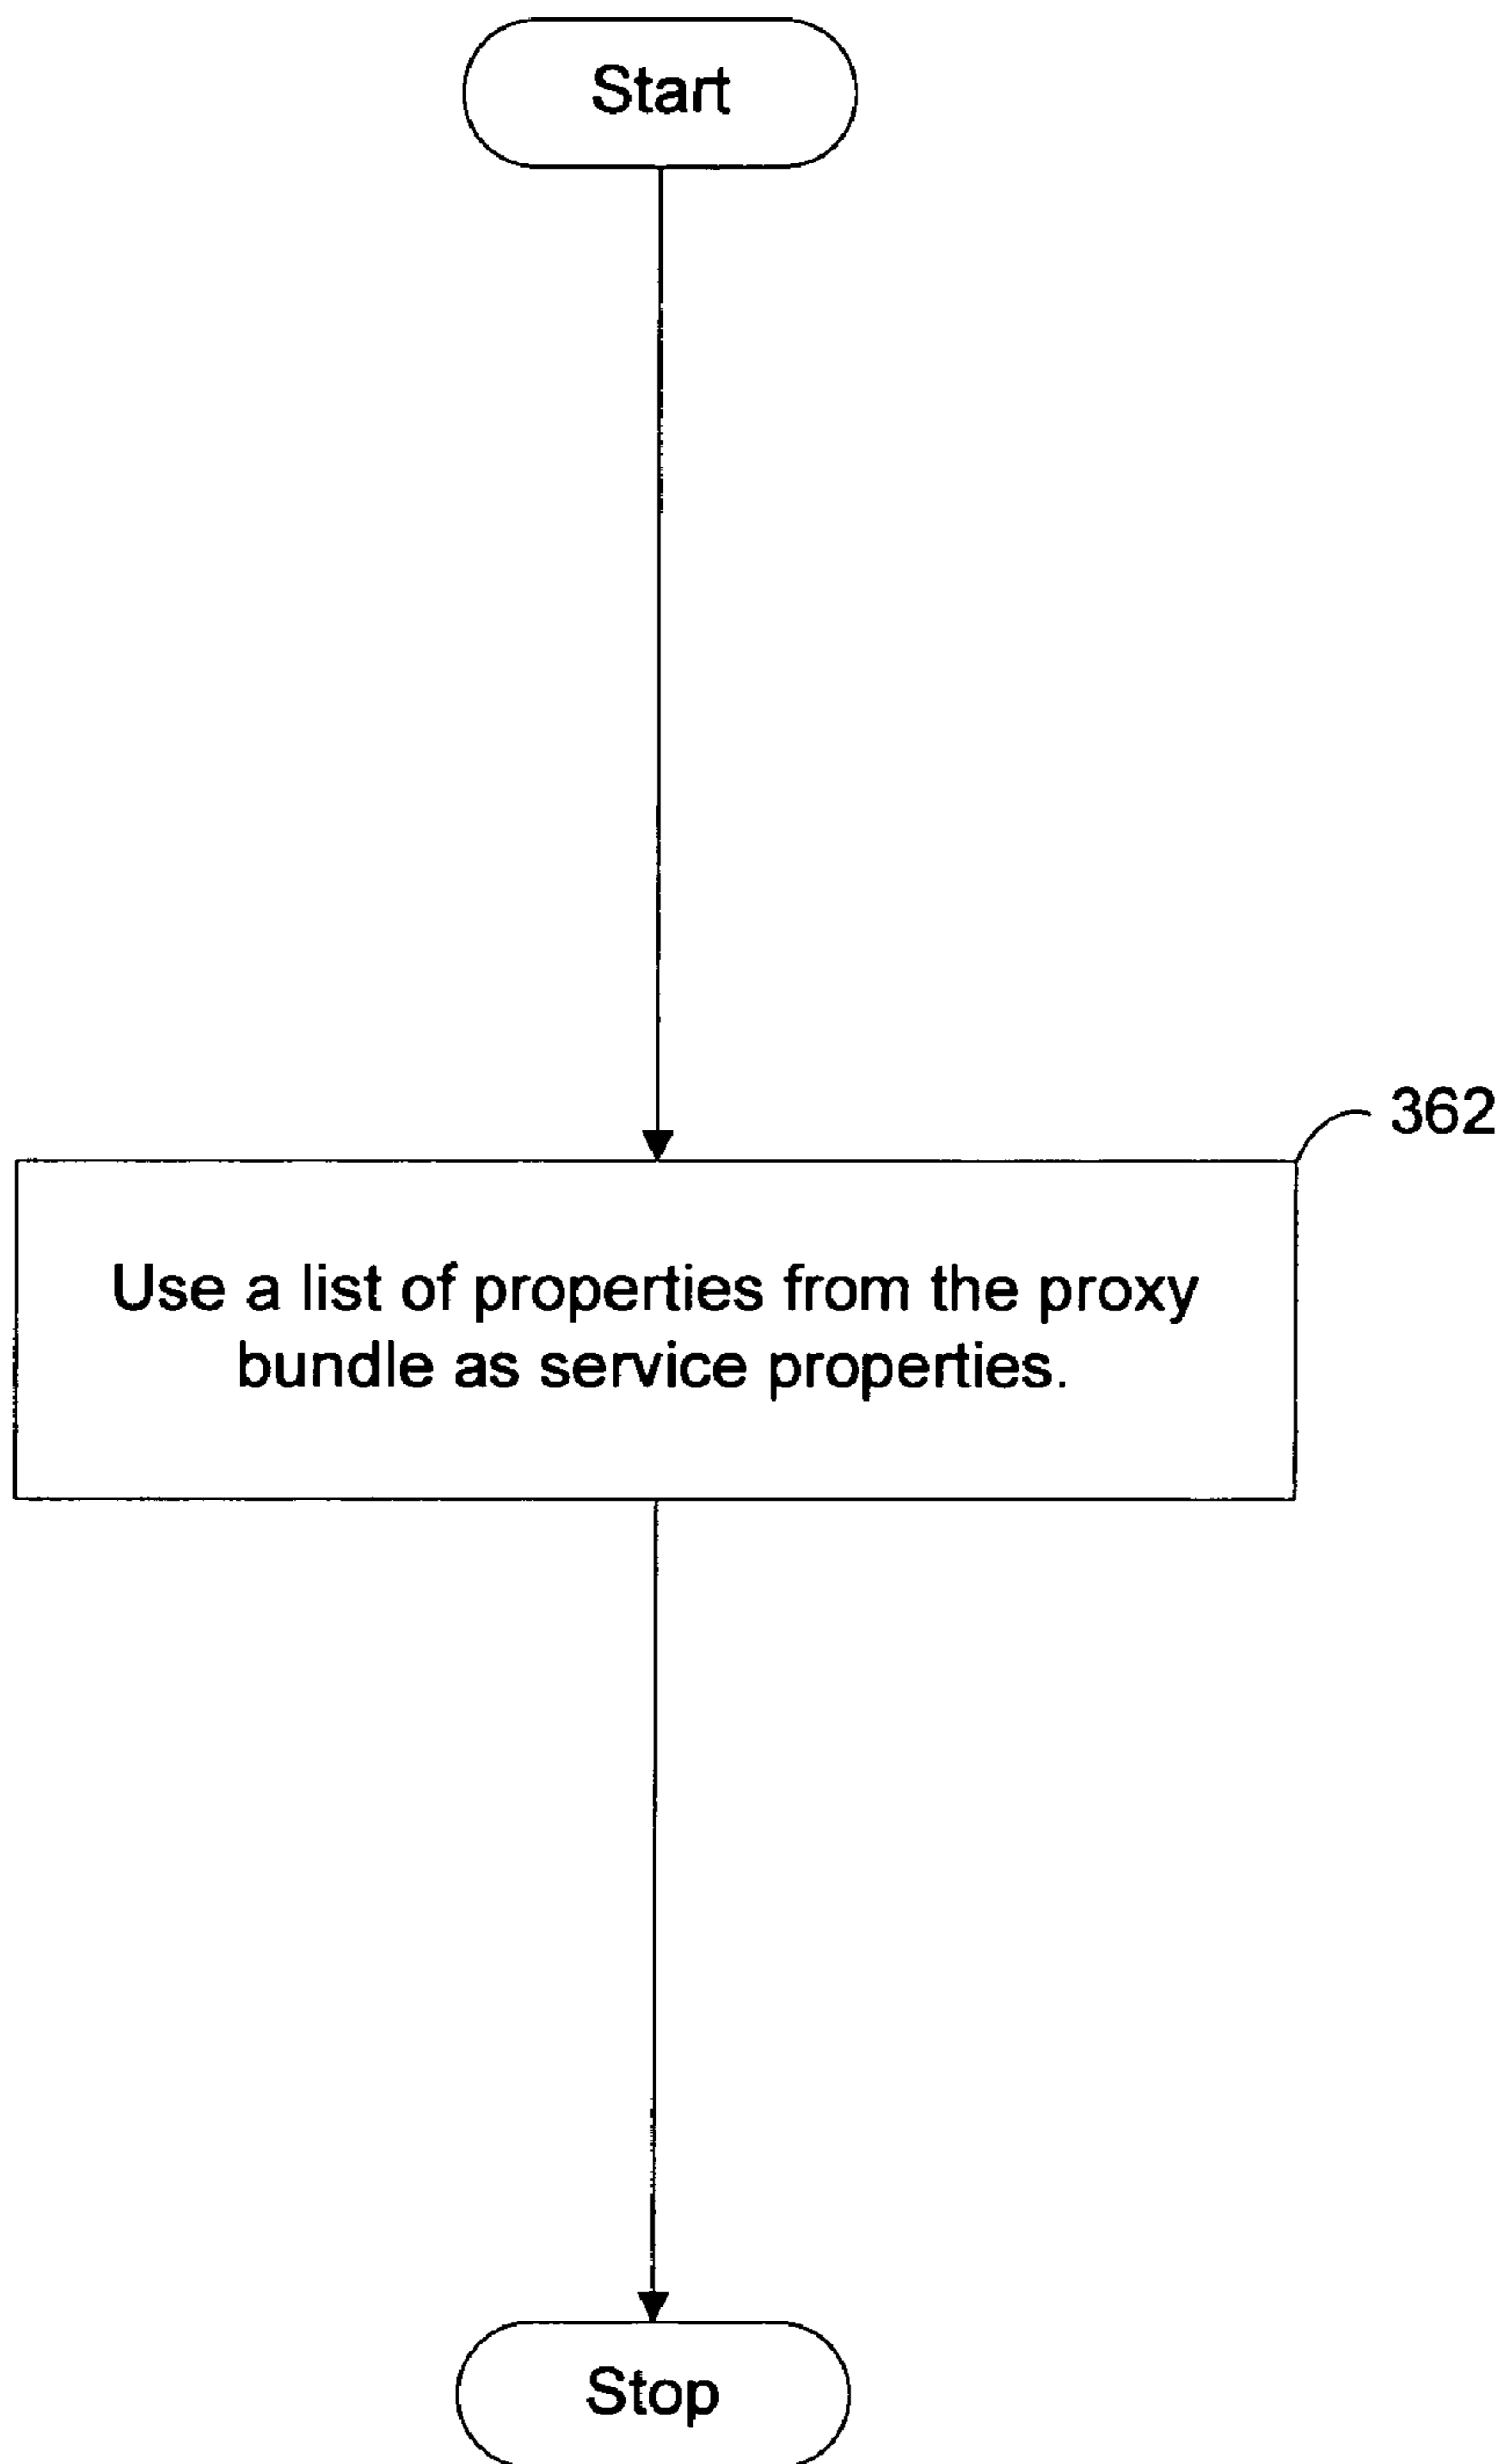 Start
362
Use a list of properties from the proxy
bundle as service properties.
Stop